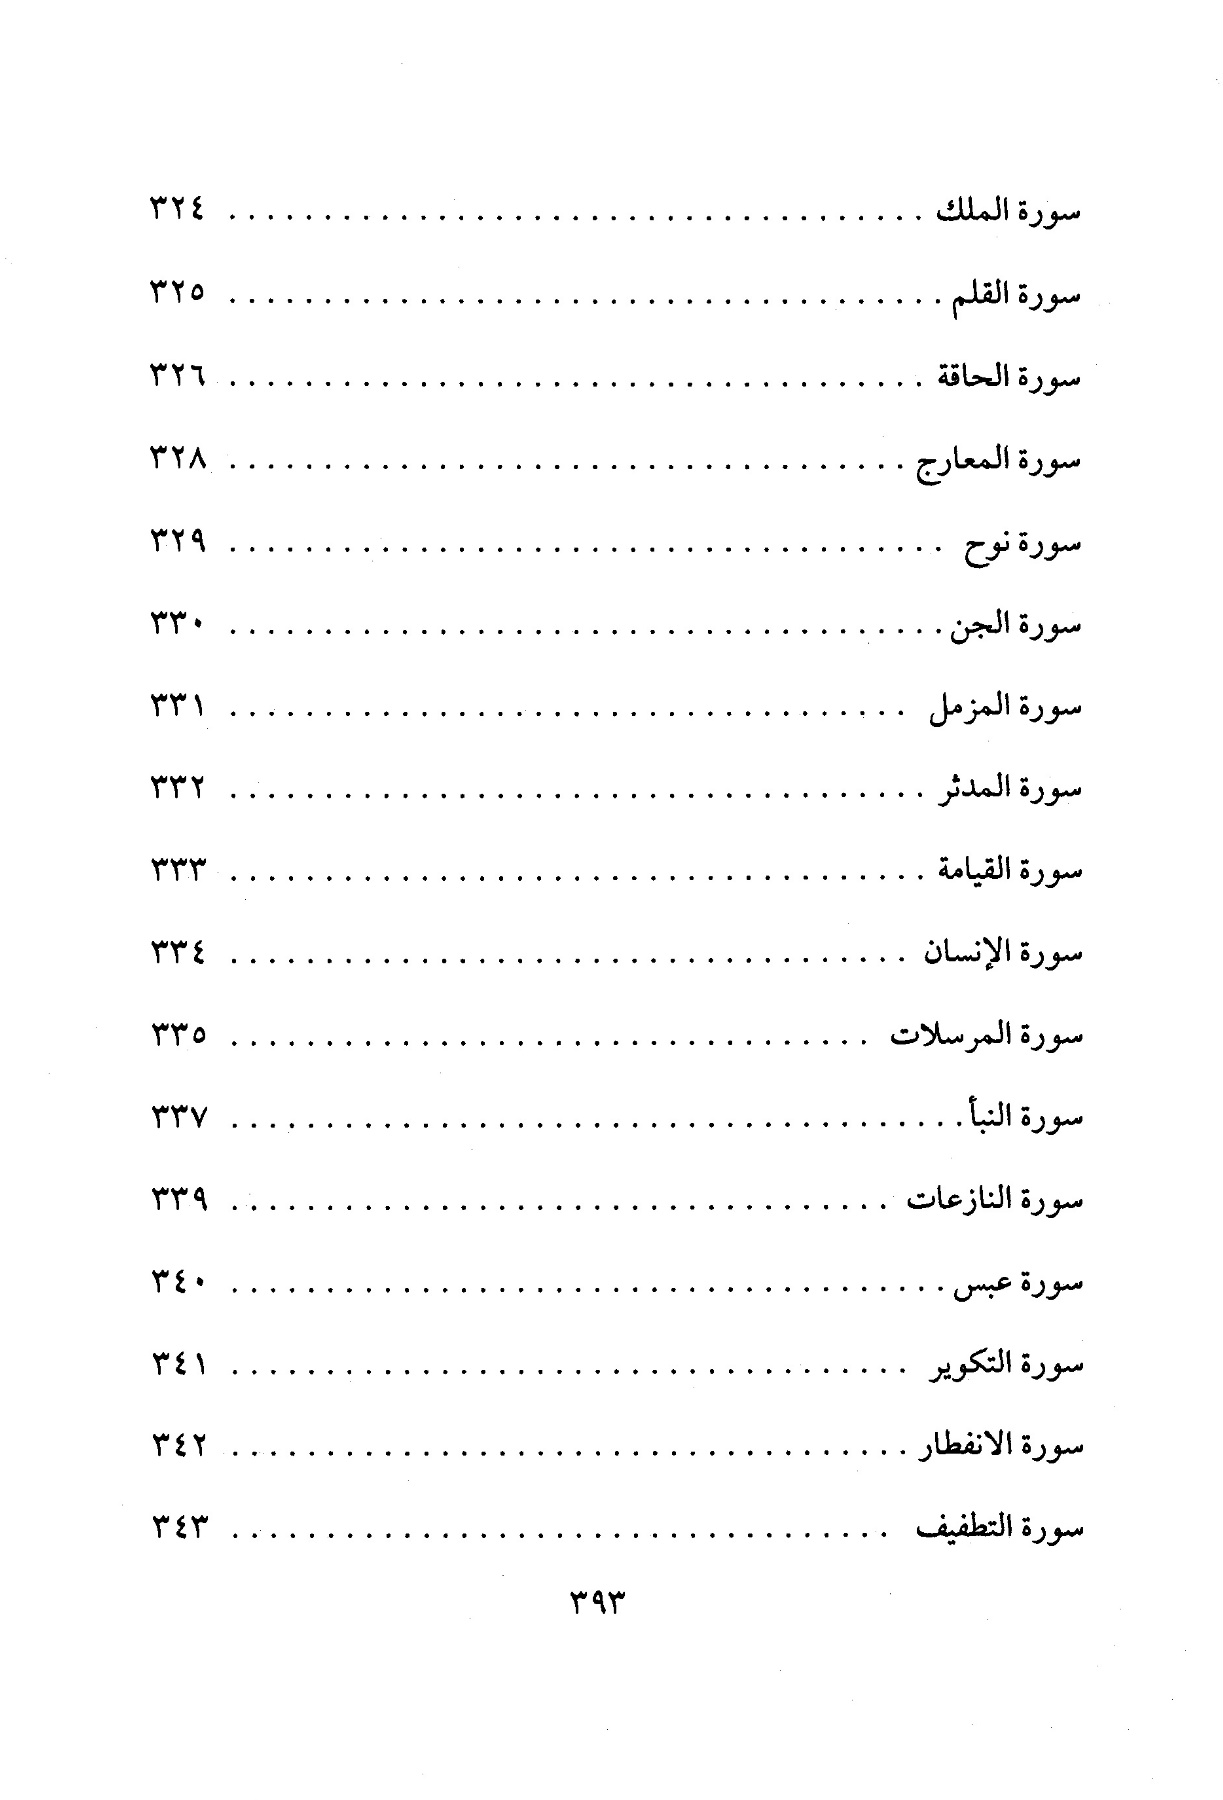 سورة الملك . . . . . . . . . . . . . . . . . . . . . . . . . . . . . . . . . . . . . ٣٢٤
سورة القلم . . . . . . . . . . . . . . . . . . . . . . . . . . . . . . . . . . . . . . ٣٢٥
سورة الحاقة . . . . . . . . . . . . . . . . . . . . . . . . . . . . . . . . . . . . . ٣٢٦
سورة المعارج . . . . . . . . . . . . . . . . . . . . . . . . . . . . . . . . . . . . ٣٢٨
سورة نوح . . . . . . . . . . . . . . . . . . . . . . . . . . . . . . . . . . . . . . ٣٢٩
سورة الجن . . . . . . . . . . . . . . . . . . . . . . . . . . . . . . . . . . . . . . ٣٣٠
سورة المزمل . . . . . . . . . . . . . . . . . . . . . . . . . . . . . . . . . . . . ٣٣١
سورة المدثر . . . . . . . . . . . . . . . . . . . . . . . . . . . . . . . . . . . . . ٣٣٢
سورة القيامة . . . . . . . . . . . . . . . . . . . . . . . . . . . . . . . . . . . . . ٣٣٣
سورة الإنسان . . . . . . . . . . . . . . . . . . . . . . . . . . . . . . . . . . . . ٣٣٤
سورة المرسلات . . . . . . . . . . . . . . . . . . . . . . . . . . . . . . . . . . ٣٣٥
سورة النبأ . . . . . . . . . . . . . . . . . . . . . . . . . . . . . . . . . . . . . . . ٣٣٧
سورة النازعات . . . . . . . . . . . . . . . . . . . . . . . . . . . . . . . . . . . ٣٣٩
سورة عبس . . . . . . . . . . . . . . . . . . . . . . . . . . . . . . . . . . . . . . ٣٤٠
سورة التكوير . . . . . . . . . . . . . . . . . . . . . . . . . . . . . . . . . . . . ٣٤١
سورة الانفطار . . . . . . . . . . . . . . . . . . . . . . . . . . . . . . . . . . . . ٣٤٢
سورة التطفيف . . . . . . . . . . . . . . . . . . . . . . . . . . . . . . . . . . . ٣٤٣
٣٩٣